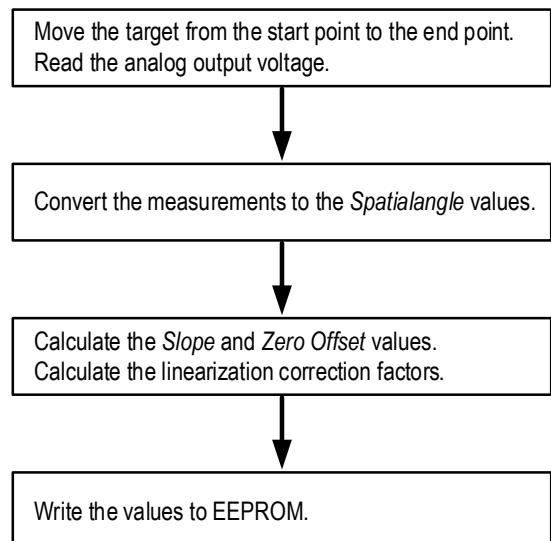 Move the target from the start point to the end point.
Read the analog output voltage.
Convert the measurements to the Spatialangle values.
Calculate the Slope and Zero Offset values.
Calculate the linearization correction factors.
Write the values to EEPROM.